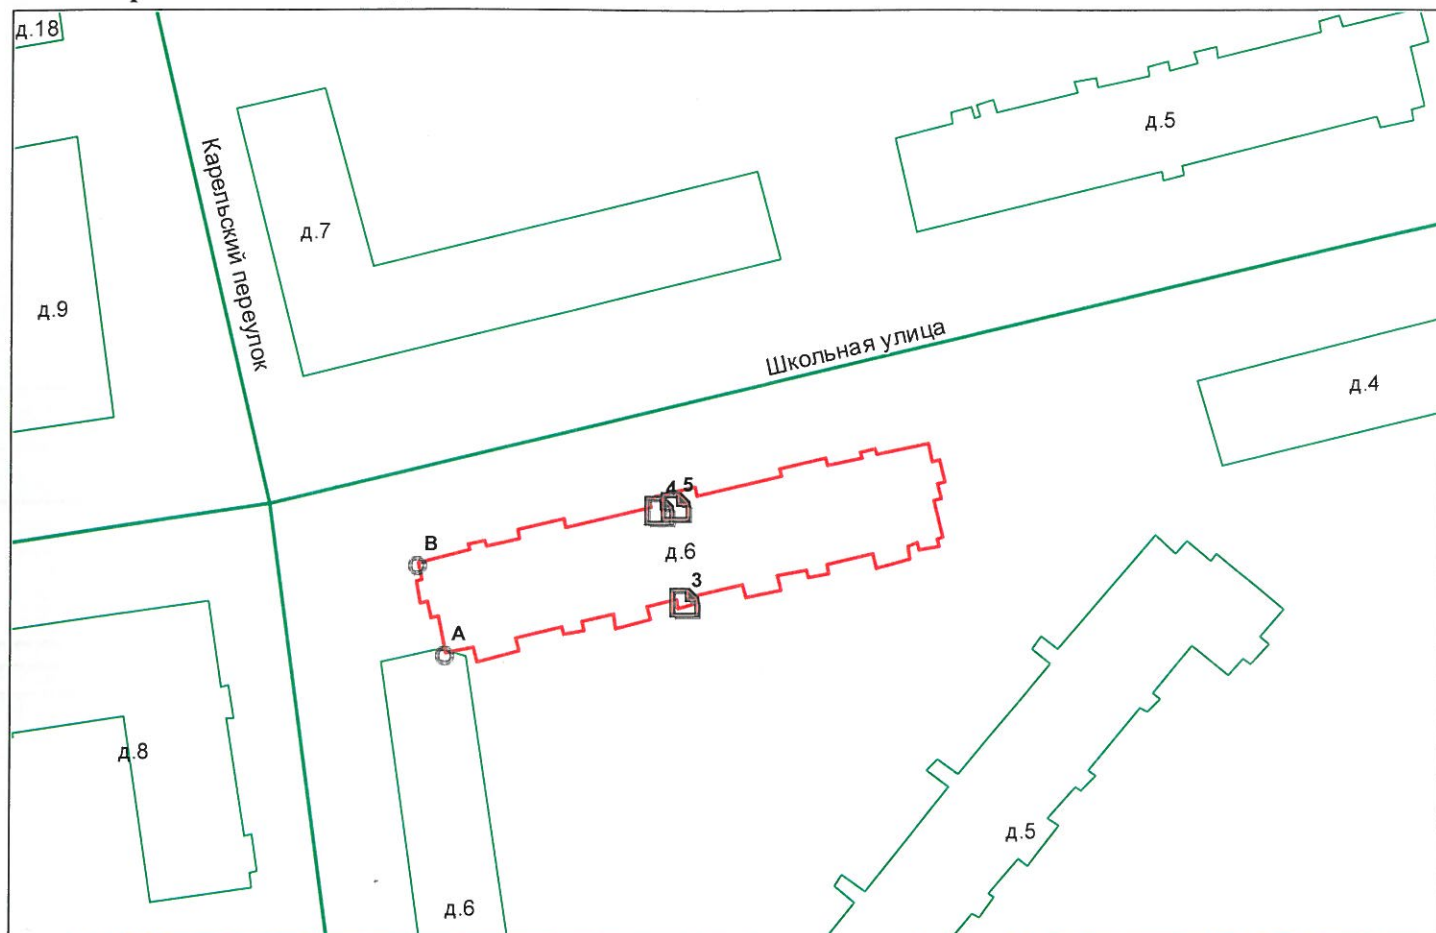 д.18
д.5
Карельский переулок
д.7
д.9
Школьная улица
д.4
4 5
В
д.6
3
А
д.8
д.5
д.6